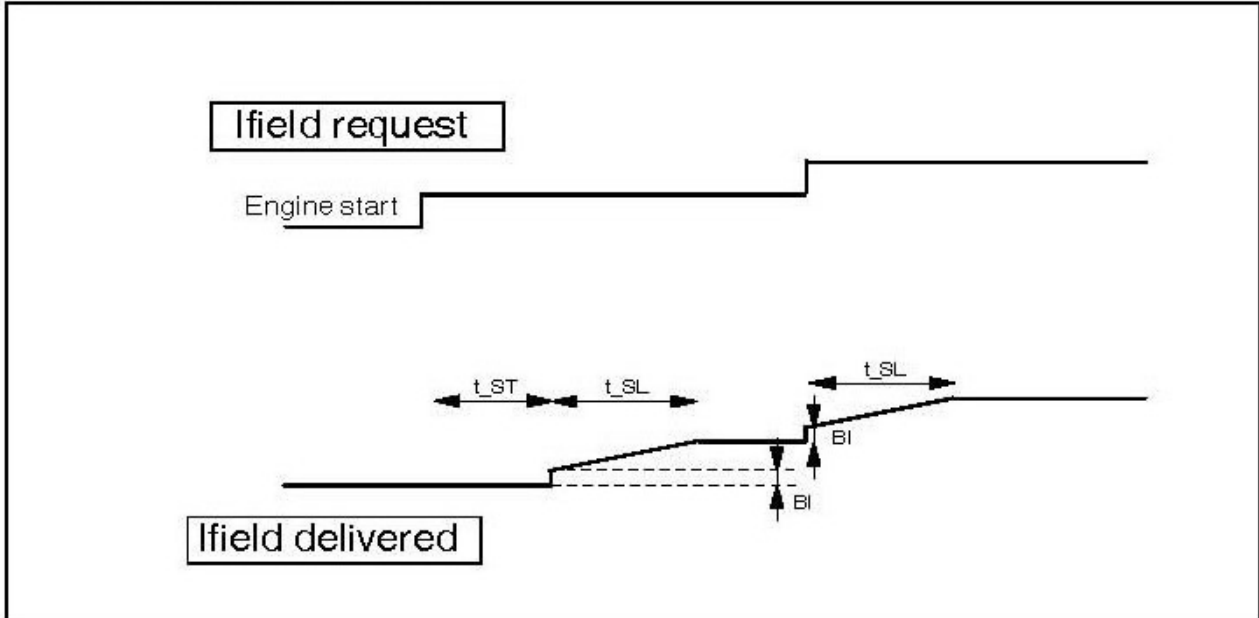 Ifield request
Engine start
t_ST
t_SL
t_SL
BI
BI
Ifield delivered